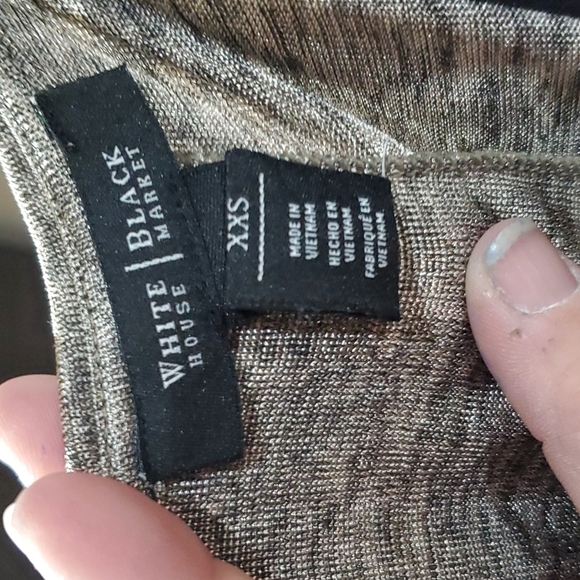 WHITE | BLACK
HOUSE | MARKET
XXS
MADE IN
VIETNAM
HECHO EN
VIETNAM
FABRIQUÉ EN
VIETNAM